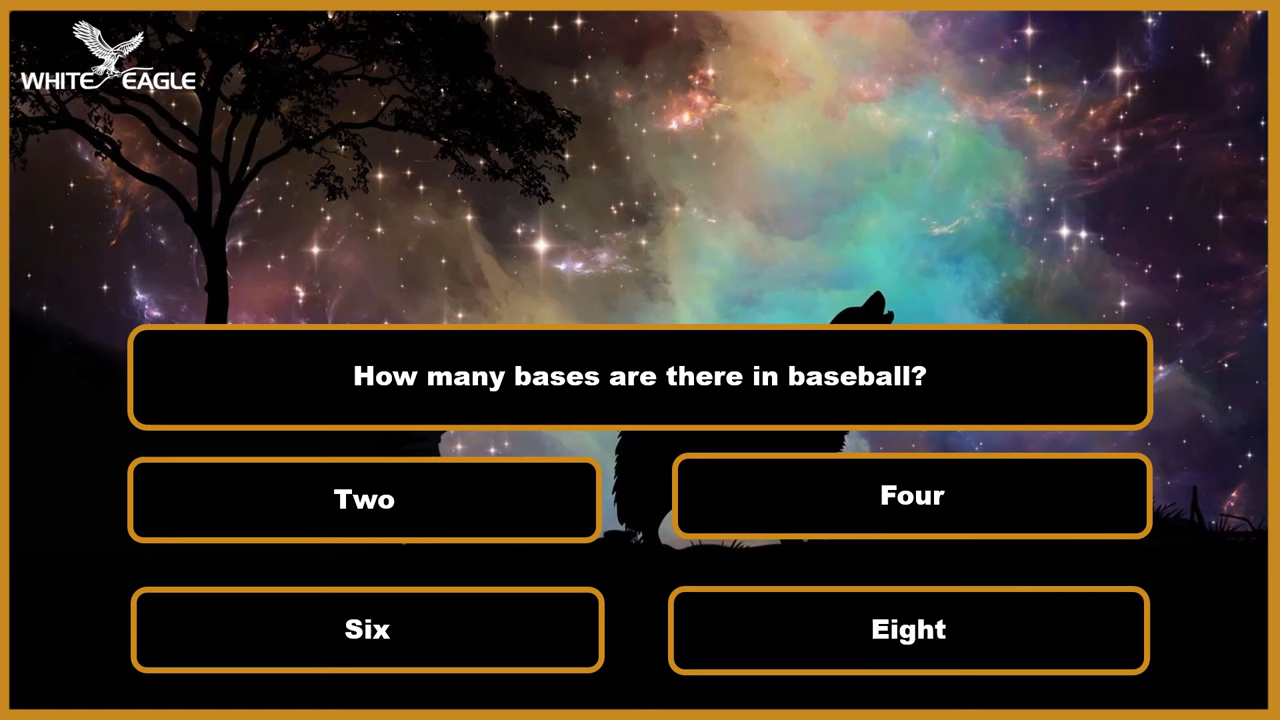 WHITE EAGLE
How many bases are there in baseball?
Two
Four
Six
Eight